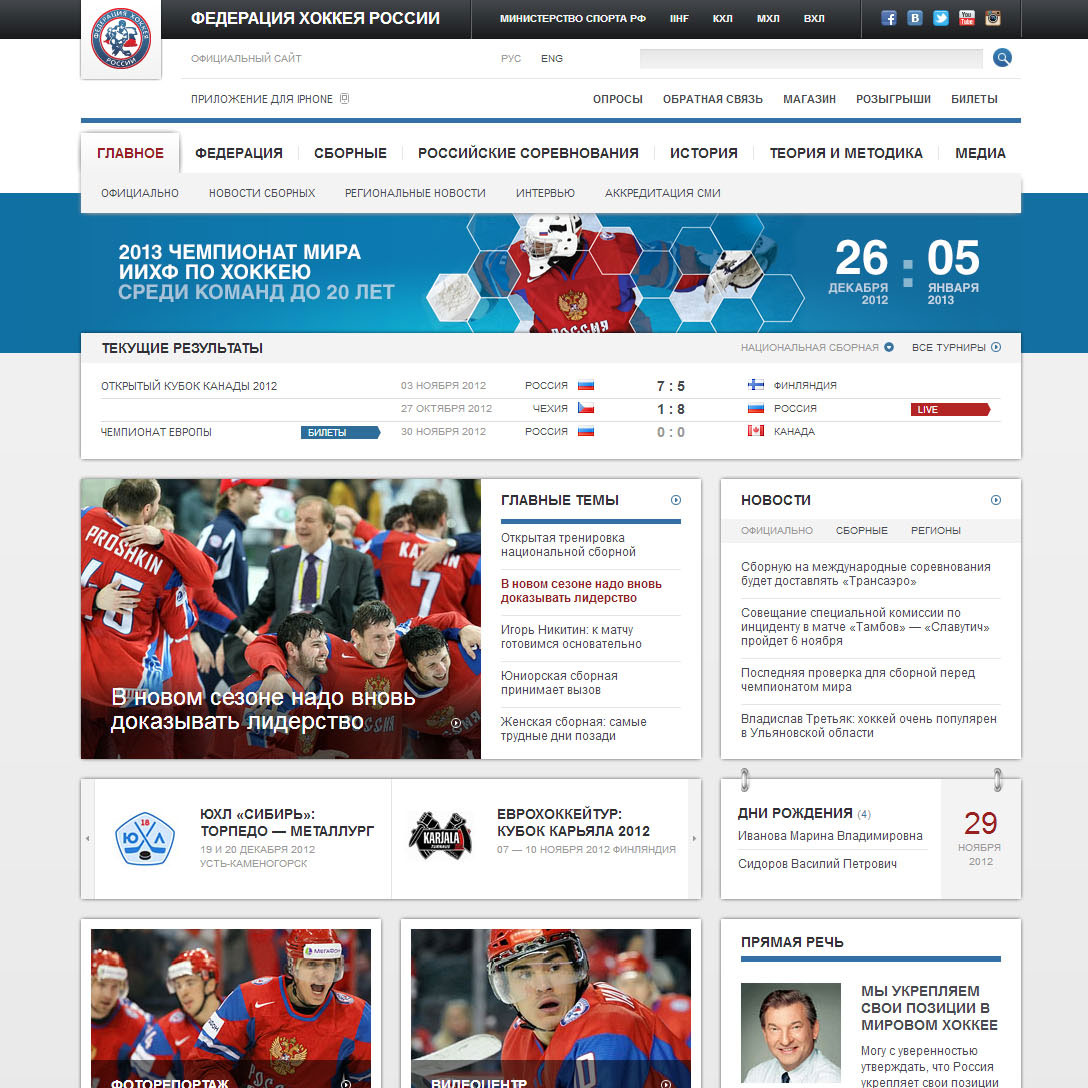 ФЕДЕРАЦИЯ ХОККЕЯ РОССИИ
ФЕДЕРАЦИЯ ХОККЕЯ РОССИИ
МИНИСТЕРСТВО СПОРТА РФ
IIHF
КХЛ
МХЛ
ВХЛ
You Tube
ОФИЦИАЛЬНЫЙ САЙТ
РУС
ENG
ПРИЛОЖЕНИЕ ДЛЯ IPHONE
ОПРОСЫ
ОБРАТНАЯ СВЯЗЬ
МАГАЗИН
РОЗЫГРЫШИ
БИЛЕТЫ
ГЛАВНОЕ
ФЕДЕРАЦИЯ
СБОРНЫЕ
РОССИЙСКИЕ СОРЕВНОВАНИЯ
ИСТОРИЯ
ТЕОРИЯ И МЕТОДИКА
МЕДИА
ОФИЦИАЛЬНО
НОВОСТИ СБОРНЫХ
РЕГИОНАЛЬНЫЕ НОВОСТИ
ИНТЕРВЬЮ
АККРЕДИТАЦИЯ СМИ
2013 ЧЕМПИОНАТ МИРА
ИИХФ ПО ХОККЕЮ
СРЕДИ КОМАНД ДО 20 ЛЕТ
РОССИЯ
26 : 05
ДЕКАБРЯ
2012
ЯНВАРЯ
2013
ТЕКУЩИЕ РЕЗУЛЬТАТЫ
НАЦИОНАЛЬНАЯ СБОРНАЯ
ВСЕ ТУРНИРЫ
ОТКРЫТЫЙ КУБОК КАНАДЫ 2012
03 НОЯБРЯ 2012
РОССИЯ
7 : 5
ФИНЛЯНДИЯ
27 ОКТЯБРЯ 2012
ЧЕХИЯ
1 : 8
РОССИЯ
LIVE
ЧЕМПИОНАТ ЕВРОПЫ
БИЛЕТЫ
30 НОЯБРЯ 2012
РОССИЯ
0 : 0
КАНАДА
PROSHKIN
45
7
В новом сезоне надо вновь
доказывать лидерство
ГЛАВНЫЕ ТЕМЫ
Открытая тренировка
национальной сборной
В новом сезоне надо вновь
доказывать лидерство
Игорь Никитин: к матчу
готовимся основательно
Юниорская сборная
принимает вызов
Женская сборная: самые
трудные дни позади
НОВОСТИ
ОФИЦИАЛЬНО
СБОРНЫЕ
РЕГИОНЫ
Сборную на международные соревнования
будет доставлять «Трансаэро»
Совещание специальной комиссии по
инциденту в матче «Тамбов» — «Славутич»
пройдет 6 ноября
Последняя проверка для сборной перед
чемпионатом мира
Владислав Третьяк: хоккей очень популярен
в Ульяновской области
18
ЮХЛ
ЮХЛ «СИБИРЬ»:
ТОРПЕДО — МЕТАЛЛУРГ
19 И 20 ДЕКАБРЯ 2012
УСТЬ-КАМЕНОГОРСК
KARJALA
ЕВРОХОККЕЙТУР:
КУБОК КАРЬЯЛА 2012
07 — 10 НОЯБРЯ 2012 ФИНЛЯНДИЯ
ДНИ РОЖДЕНИЯ (4)
Иванова Марина Владимировна
Сидоров Василий Петрович
29
НОЯБРЯ
2012
МегаФон
ФОТОРЕПОРТАЖ
ВИДЕОЦЕНТР
ПРЯМАЯ РЕЧЬ
МЫ УКРЕПЛЯЕМ
СВОИ ПОЗИЦИИ В
МИРОВОМ ХОККЕЕ
Могу с уверенностью
утверждать, что Россия
укрепляет свои позиции